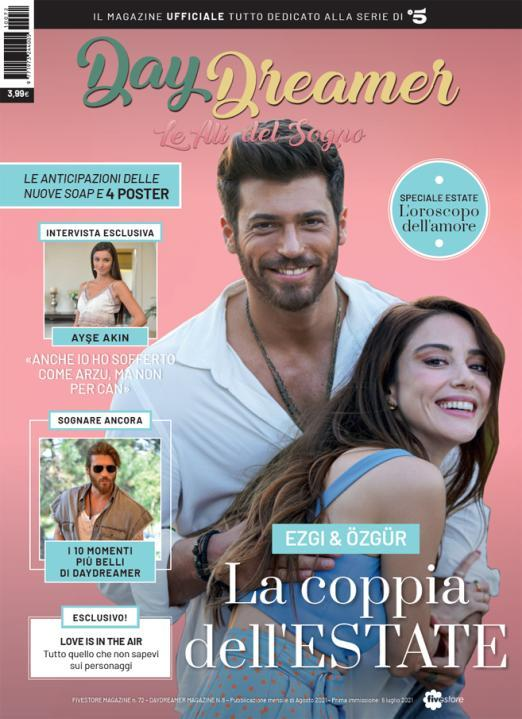 IL MAGAZINE UFFICIALE TUTTO DEDICATO ALLA SERIE DI 5
3,99€
DayDreamer
Le Ali del Sogno
LE ANTICIPAZIONI DELLE
NUOVE SOAP E 4 POSTER
SPECIALE ESTATE
L'oroscopo
dell'amore
INTERVISTA ESCLUSIVA
AYŞE AKIN
«ANCHE IO HO SOFFERTO
COME ARZU, MA NON
PER CAN»
SOGNARE ANCORA
I 10 MOMENTI
PIÙ BELLI
DI DAYDREAMER
EZGI & ÖZGÜR
La coppia
dell'ESTATE
ESCLUSIVO!
LOVE IS IN THE AIR
Tutto quello che non sapevi
sui personaggi
FIVESTORE MAGAZINE n. 72 – DAYDREAMER MAGAZINE N.8 – Pubblicazione mensile di Agosto 2021 – Prima immissione: 6 luglio 2021
fivestore